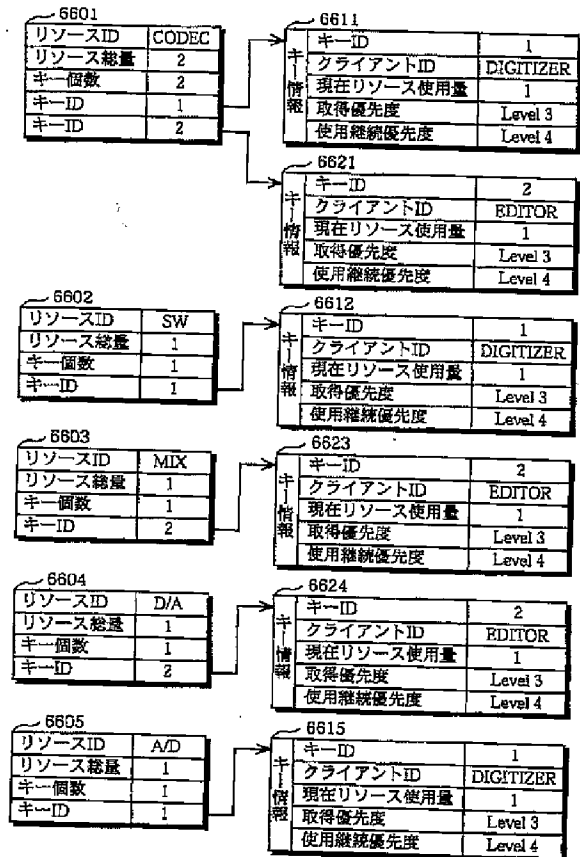 6601
リソースID CODEC
リソース総量 2
キー個数 2
キーID 1
キーID 2
6611
キー情報
キーID 1
クライアントID DIGITIZER
現在リソース使用量 1
取得優先度 Level 3
使用継続優先度 Level 4
6621
キー情報
キーID 2
クライアントID EDITOR
現在リソース使用量 1
取得優先度 Level 3
使用継続優先度 Level 4
6602
リソースID SW
リソース総量 1
キー個数 1
キーID 1
6612
キー情報
キーID 1
クライアントID DIGITIZER
現在リソース使用量 1
取得優先度 Level 3
使用継続優先度 Level 4
6603
リソースID MIX
リソース総量 1
キー個数 1
キーID 2
6623
キー情報
キーID 2
クライアントID EDITOR
現在リソース使用量 1
取得優先度 Level 3
使用継続優先度 Level 4
6604
リソースID D/A
リソース総量 1
キー個数 1
キーID 2
6624
キー情報
キーID 2
クライアントID EDITOR
現在リソース使用量 1
取得優先度 Level 3
使用継続優先度 Level 4
6605
リソースID A/D
リソース総量 1
キー個数 1
キーID 1
6615
キー情報
キーID 1
クライアントID DIGITIZER
現在リソース使用量 1
取得優先度 Level 3
使用継続優先度 Level 4